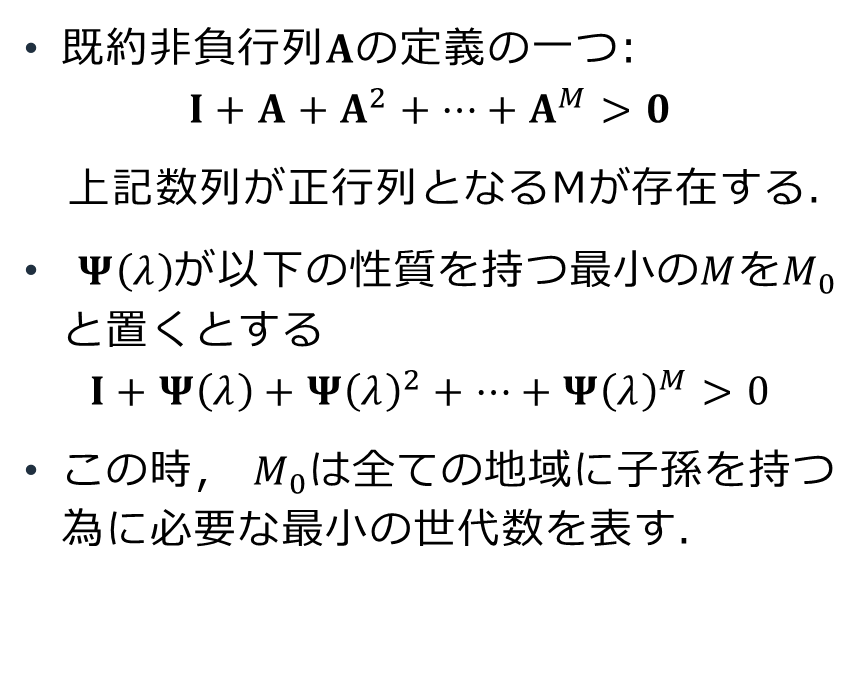 • 既約非負行列𝐀の定義の一つ:
𝐈 + 𝐀 + 𝐀² + ⋯ + 𝐀ᴹ > 𝟎
上記数列が正行列となるMが存在する.
• 𝚿(𝜆)が以下の性質を持つ最小の𝑀を𝑀₀
と置くとする
𝐈 + 𝚿(𝜆) + 𝚿(𝜆)² + ⋯ + 𝚿(𝜆)ᴹ > 0
• この時, 𝑀₀は全ての地域に子孫を持つ
為に必要な最小の世代数を表す.